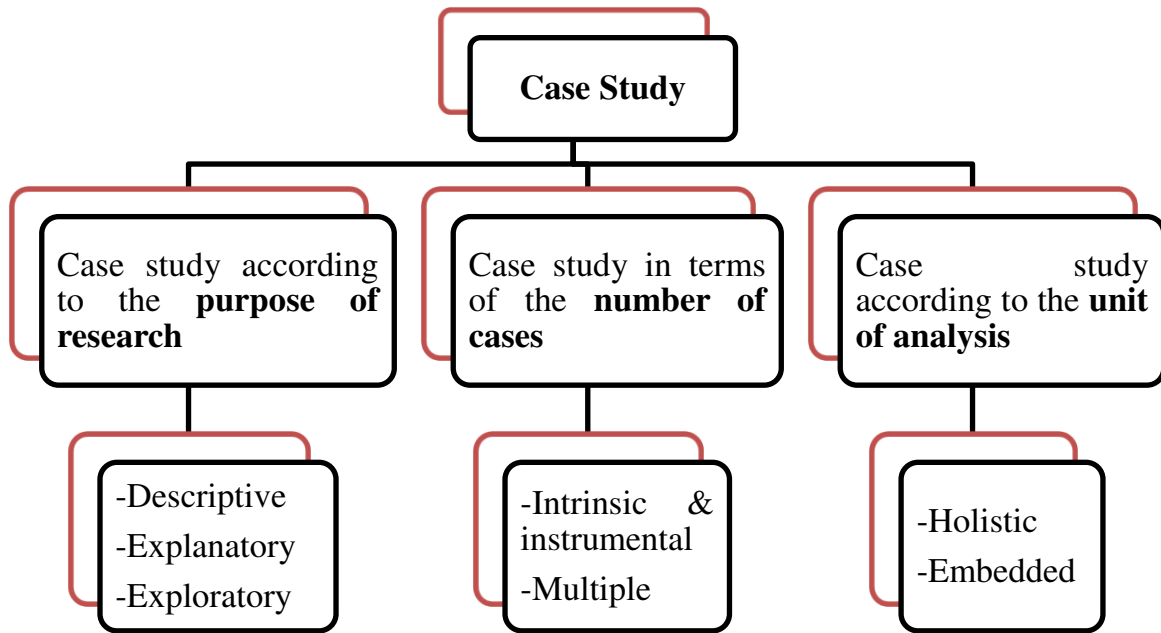 Case Study
Case study according
to the purpose of
research
Case study in terms
of the number of
cases
Case study
according to the unit
of analysis
-Descriptive
-Explanatory
-Exploratory
-Intrinsic &
instrumental
-Multiple
-Holistic
-Embedded